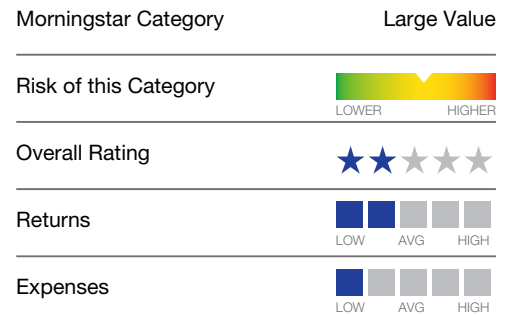 Morningstar Category Large Value
Risk of this Category
LOWER HIGHER
Overall Rating
Returns
LOW AVG HIGH
Expenses
LOW AVG HIGH